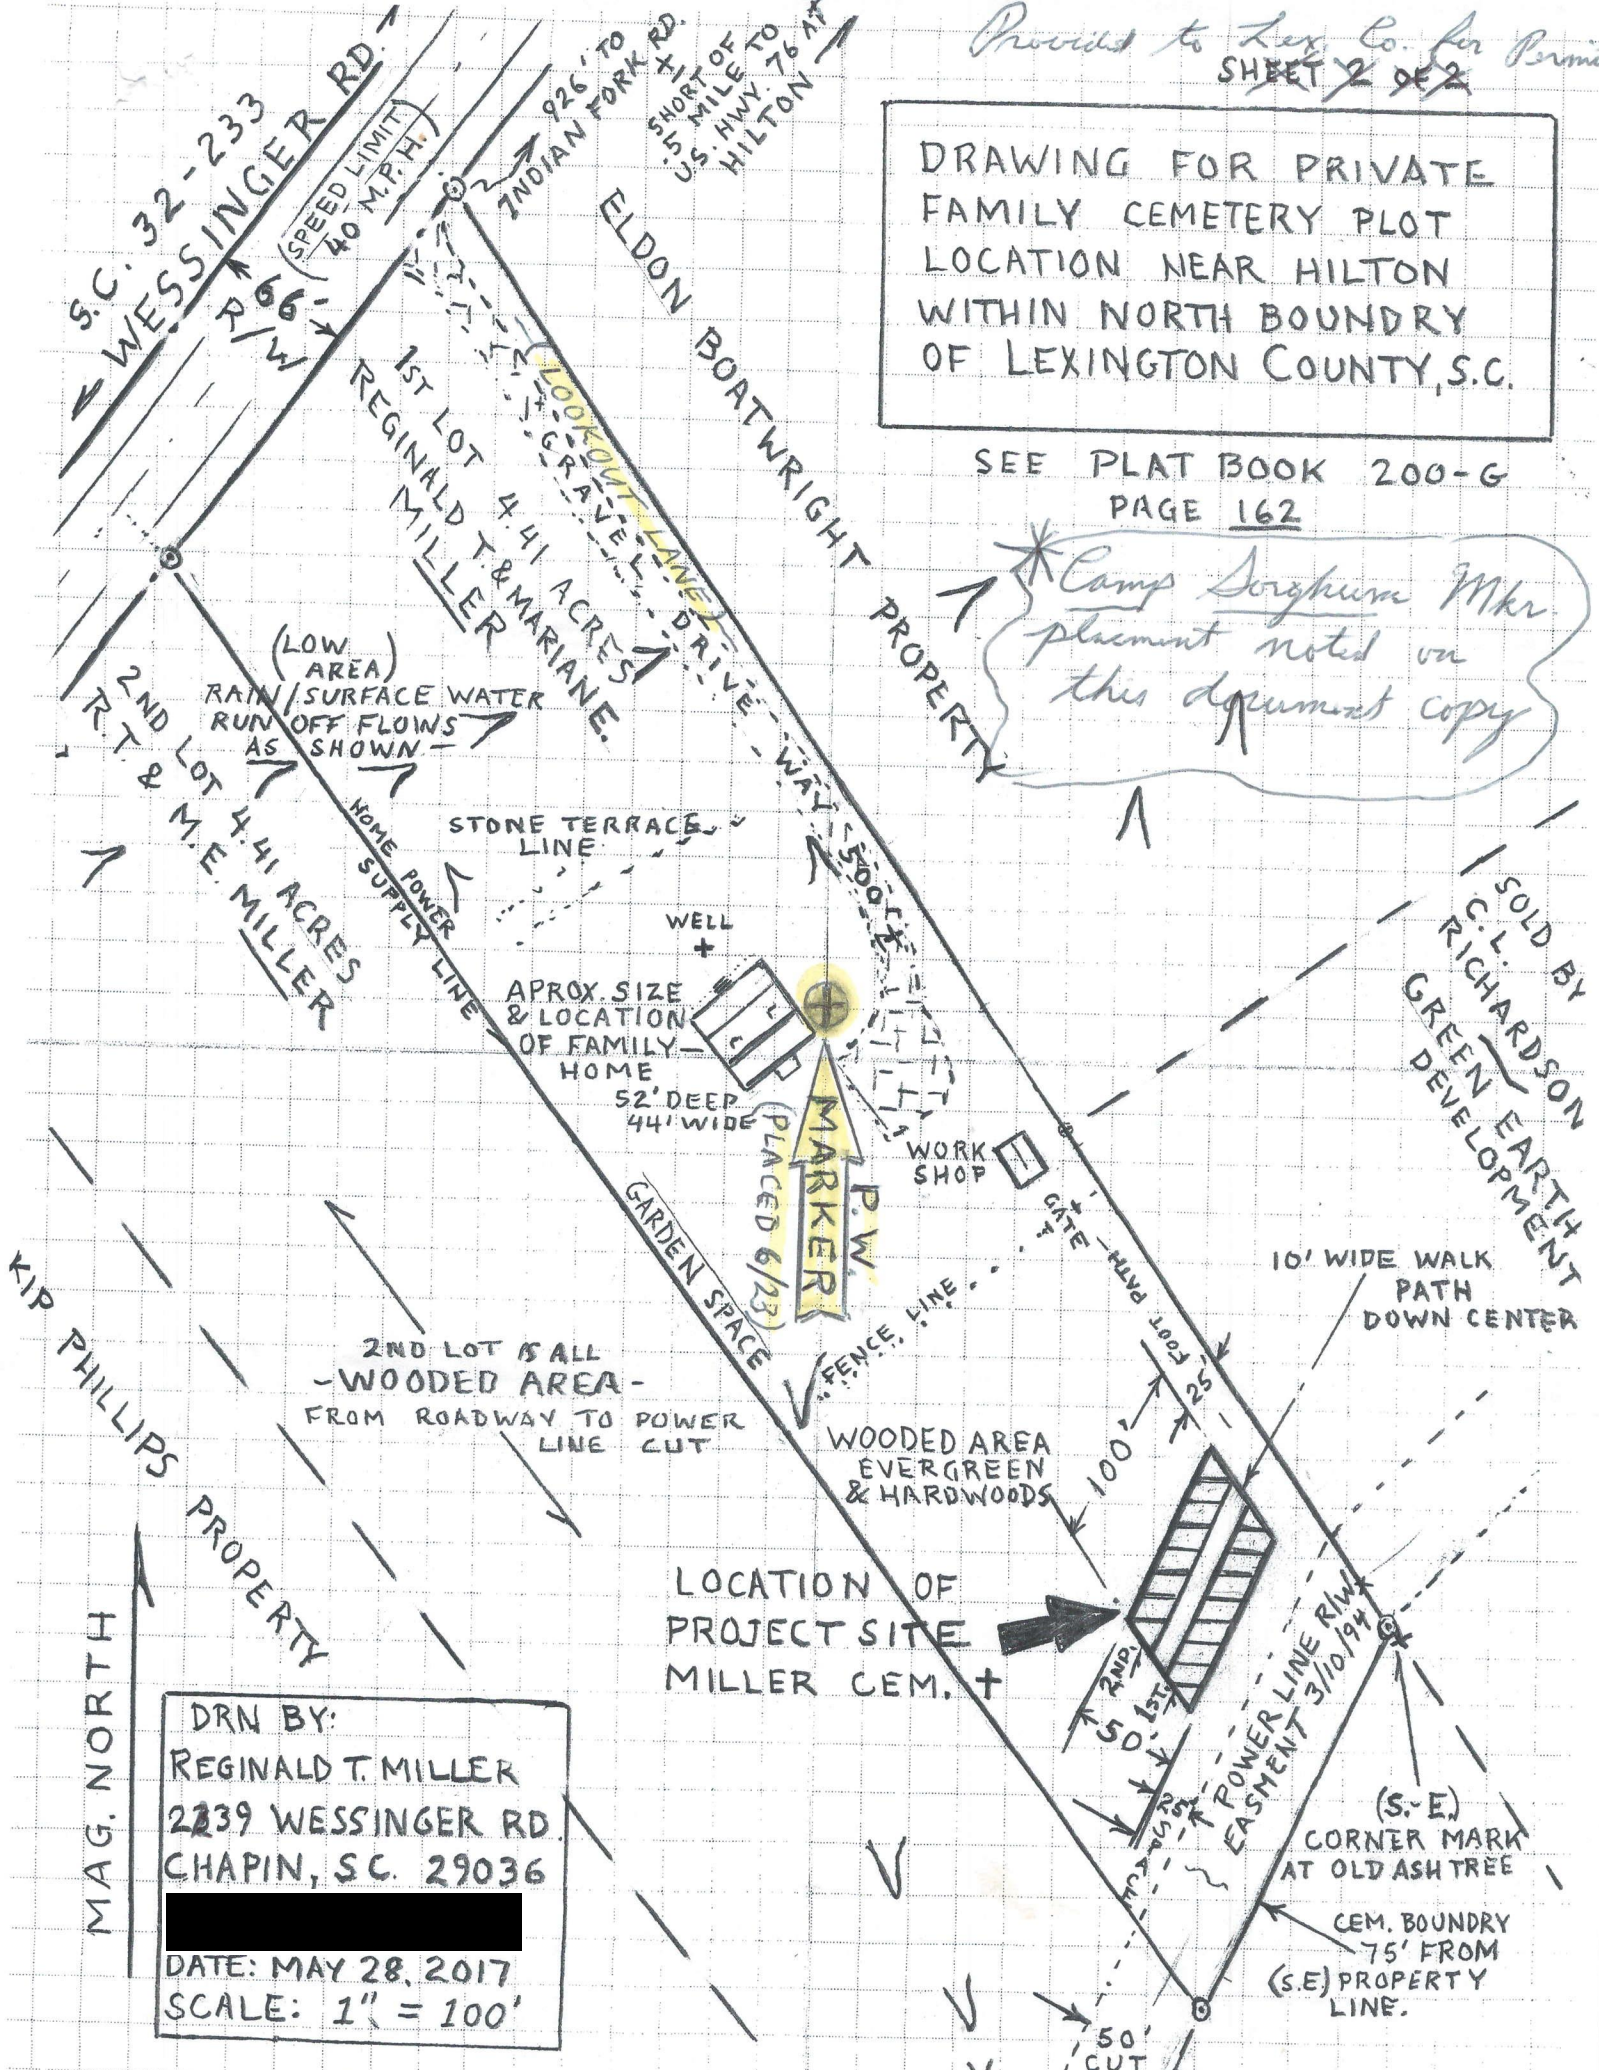 Provided to Lex. Co. for
SHEET 2 OF 2
DRAWING FOR PRIVATE
FAMILY CEMETERY PLOT
LOCATION NEAR HILTON
WITHIN NORTH BOUNDRY
OF LEXINGTON COUNTY, S.C.
SEE PLAT BOOK 200-G
PAGE 162
* Camp Sorghum Mkr.
placment noted on
this document copy
S.C. 32-233
WESSINGER RD.
(SPEED LIMIT
40 M.P.H.)
66'
R/W
926' TO
INDIAN FORK RD.
SHORT OF
.5 MILE TO
U.S. HWY. 76 AT
HILTON
ELDON BOATWRIGHT PROPERTY
(LOOKOUT LANE)
GRAVEL DRIVE-WAY
500'
1ST LOT 4.41 ACRES
REGINALD T. & MARIANE.
MILLER
(LOW
AREA)
RAIN/SURFACE WATER
RUN OFF FLOWS
AS SHOWN
2ND LOT 4.41 ACRES
R.T. & M.E. MILLER
HOME POWER
SUPPLY LINE
STONE TERRACE
LINE
WELL
+
APROX. SIZE
& LOCATION
OF FAMILY
HOME
52' DEEP
44' WIDE
P.W.
MARKER
(PLACED 6/23)
WORK
SHOP
GATE
FOOT PATH
SOLD BY
C.L.
RICHARDSON
GREEN EARTH
DEVELOPMENT
10' WIDE WALK
PATH
DOWN CENTER
GARDEN SPACE
FENCE LINE
KIP PHILLIPS PROPERTY
2ND LOT IS ALL
-WOODED AREA-
FROM ROADWAY TO POWER
LINE CUT
WOODED AREA
EVERGREEN
& HARDWOODS
25'
100'
LOCATION OF
PROJECT SITE
MILLER CEM. +
2ND.
1ST.
50'
25'
SPACE
POWER LINE R/W
EASMENT 3/10/94
(S.-E.)
CORNER MARK
AT OLD ASH TREE
CEM. BOUNDRY
75' FROM
(S.E) PROPERTY
LINE.
50'
CUT
MAG. NORTH
DRN BY:
REGINALD T. MILLER
2339 WESSINGER RD.
CHAPIN, S.C. 29036
DATE: MAY 28, 2017
SCALE: 1" = 100'